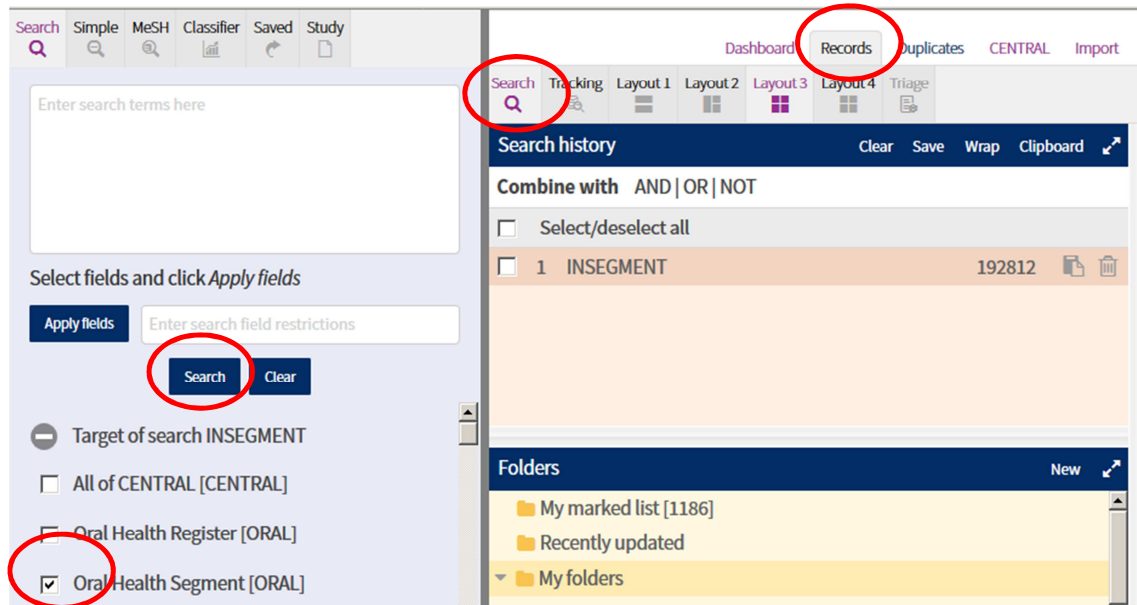 Search Simple MeSH Classifier Saved Study
Enter search terms here
Select fields and click Apply fields
Apply fields Enter search field restrictions
Search Clear
Target of search INSEGMENT
All of CENTRAL [CENTRAL]
Oral Health Register [ORAL]
Oral Health Segment [ORAL]
Dashboard Records Duplicates CENTRAL Import
Search Tracking Layout 1 Layout 2 Layout 3 Layout 4 Triage
Search history Clear Save Wrap Clipboard
Combine with AND | OR | NOT
Select/deselect all
1 INSEGMENT 192812
Folders New
My marked list [1186]
Recently updated
My folders